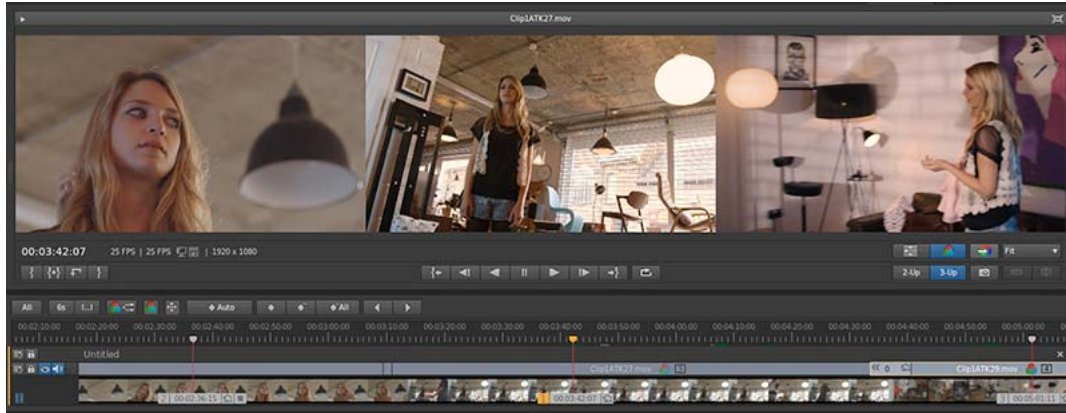 Clip1ATK27.mov
00:03:42:07 25 FPS | 25 FPS | 1920 x 1080
Fit
2-Up 3-Up
All 6s Auto All
00:02:10:00 00:02:20:00 00:02:30:00 00:02:40:00 00:02:50:00 00:03:00:00 00:03:10:00 00:03:20:00 00:03:30:00 00:03:40:00 00:03:50:00 00:04:00:00 00:04:10:00 00:04:20:00 00:04:30:00 00:04:40:00 00:04:50:00 00:05:00:00
Untitled
Clip1ATK27.mov 0 Clip1ATK29.mov
2 00:02:36:15 1 00:03:42:07 3 00:05:01:11